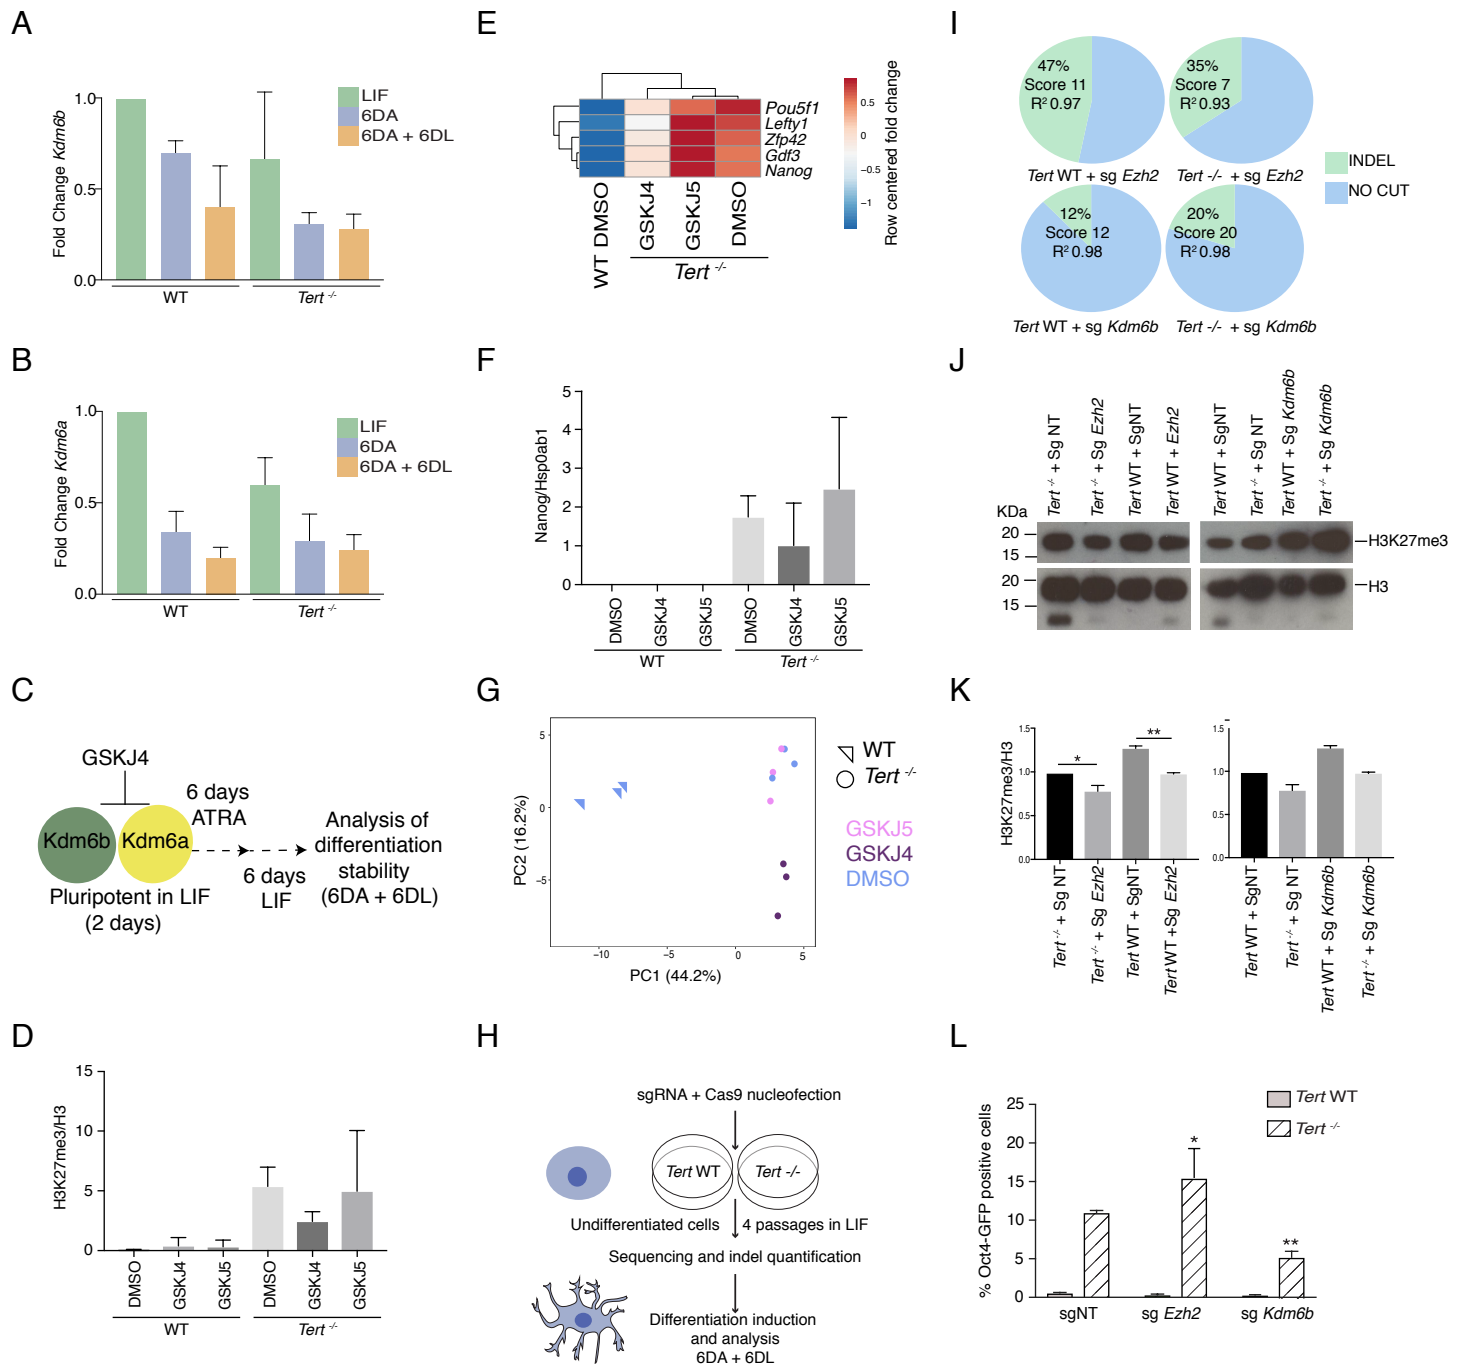 A
Fold Change Kdm6b
1.0
0.5
0.0
LIF
6DA
6DA + 6DL
WT
Tert -/-
B
Fold Change Kdm6a
1.0
0.5
0.0
LIF
6DA
6DA + 6DL
WT
Tert -/-
C
GSKJ4
Kdm6b
Kdm6a
6 days
ATRA
6 days
LIF
Pluripotent in LIF
(2 days)
Analysis of
differentiation
stability
(6DA + 6DL)
D
H3K27me3/H3
15
10
5
0
DMSO
GSKJ4
GSKJ5
DMSO
GSKJ4
GSKJ5
WT
Tert -/-
E
Pou5f1
Lefty1
Zfp42
Gdf3
Nanog
WT DMSO
GSKJ4
GSKJ5
DMSO
Tert -/-
0.5
0
−0.5
−1
Row centered fold change
F
Nanog/Hsp0ab1
5
4
3
2
1
0
DMSO
GSKJ4
GSKJ5
DMSO
GSKJ4
GSKJ5
WT
Tert -/-
G
PC2 (16.2%)
5
0
−5
−10
−5
0
5
PC1 (44.2%)
WT
Tert -/-
GSKJ5
GSKJ4
DMSO
H
sgRNA + Cas9 nucleofection
Tert WT
Tert -/-
Undifferentiated cells
4 passages in LIF
Sequencing and indel quantification
Differentiation induction
and analysis
6DA + 6DL
I
47%
Score 11
R2 0.97
Tert WT + sg Ezh2
35%
Score 7
R2 0.93
Tert -/- + sg Ezh2
12%
Score 12
R2 0.98
Tert WT + sg Kdm6b
20%
Score 20
R2 0.98
Tert -/- + sg Kdm6b
INDEL
NO CUT
J
Tert -/- + Sg NT
Tert -/- + Sg Ezh2
Tert WT + SgNT
Tert WT + Ezh2
Tert WT + SgNT
Tert -/- + Sg NT
Tert WT + Sg Kdm6b
Tert -/- + Sg Kdm6b
KDa
20
15
H3K27me3
20
15
H3
K
H3K27me3/H3
1.5
1.0
0.5
0.0
*
**
Tert -/- + Sg NT
Tert -/- + Sg Ezh2
Tert WT + SgNT
Tert WT +Sg Ezh2
1.5
1.0
0.5
0.0
Tert WT + SgNT
Tert -/- + Sg NT
Tert WT + Sg Kdm6b
Tert -/- + Sg Kdm6b
L
% Oct4-GFP positive cells
25
20
15
10
5
0
*
**
sgNT
sg Ezh2
sg Kdm6b
Tert WT
Tert -/-